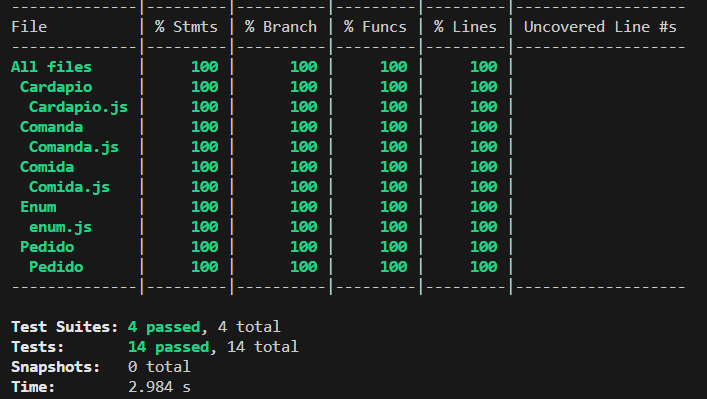 --------------|---------|----------|---------|---------|-------------------
File          | % Stmts | % Branch | % Funcs | % Lines | Uncovered Line #s
--------------|---------|----------|---------|---------|-------------------
All files     |     100 |      100 |     100 |     100 |
 Cardapio     |     100 |      100 |     100 |     100 |
  Cardapio.js |     100 |      100 |     100 |     100 |
 Comanda      |     100 |      100 |     100 |     100 |
  Comanda.js  |     100 |      100 |     100 |     100 |
 Comida       |     100 |      100 |     100 |     100 |
  Comida.js   |     100 |      100 |     100 |     100 |
 Enum         |     100 |      100 |     100 |     100 |
  enum.js     |     100 |      100 |     100 |     100 |
 Pedido       |     100 |      100 |     100 |     100 |
  Pedido      |     100 |      100 |     100 |     100 |
--------------|---------|----------|---------|---------|-------------------
Test Suites: 4 passed, 4 total
Tests:       14 passed, 14 total
Snapshots:   0 total
Time:        2.984 s